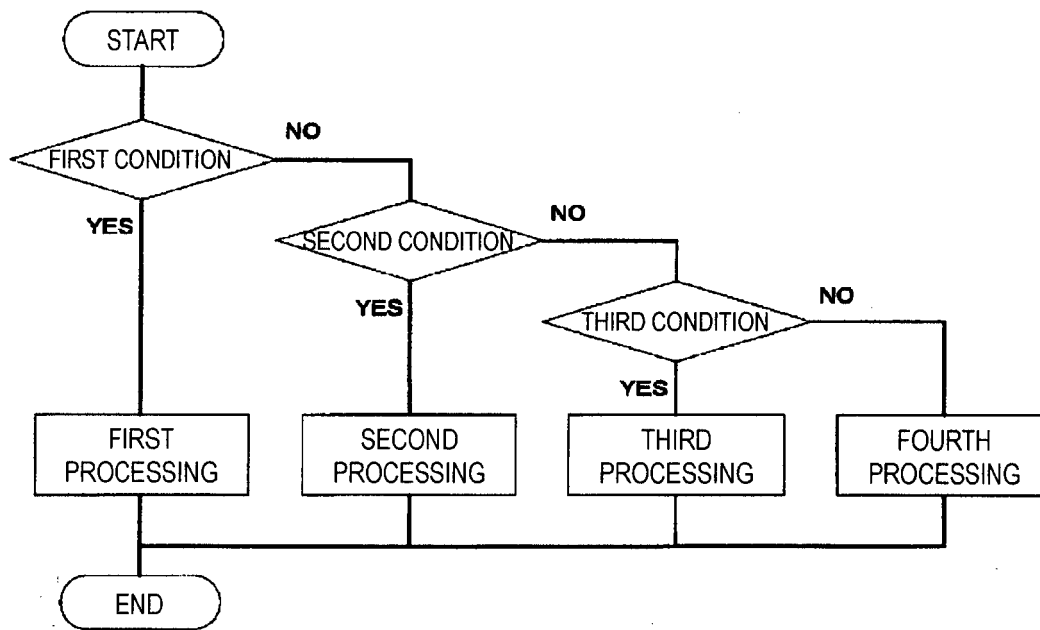 START
FIRST CONDITION
NO
YES
SECOND CONDITION
NO
YES
THIRD CONDITION
NO
YES
FIRST
PROCESSING
SECOND
PROCESSING
THIRD
PROCESSING
FOURTH
PROCESSING
END